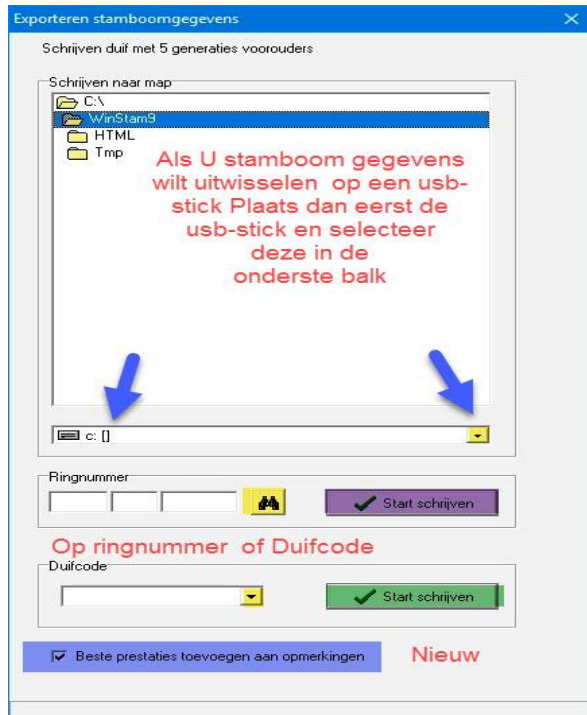 Exporteren stamboomgegevens
Schrijven duif met 5 generaties voorouders
Schrijven naar map
C:\
WinStam9
HTML
Tmp
Als U stamboom gegevens
wilt uitwisselen op een usb-
stick Plaats dan eerst de
usb-stick en selecteer
deze in de
onderste balk
c: []
Ringnummer
Start schrijven
Op ringnummer of Duifcode
Duifcode
Start schrijven
Beste prestaties toevoegen aan opmerkingen
Nieuw